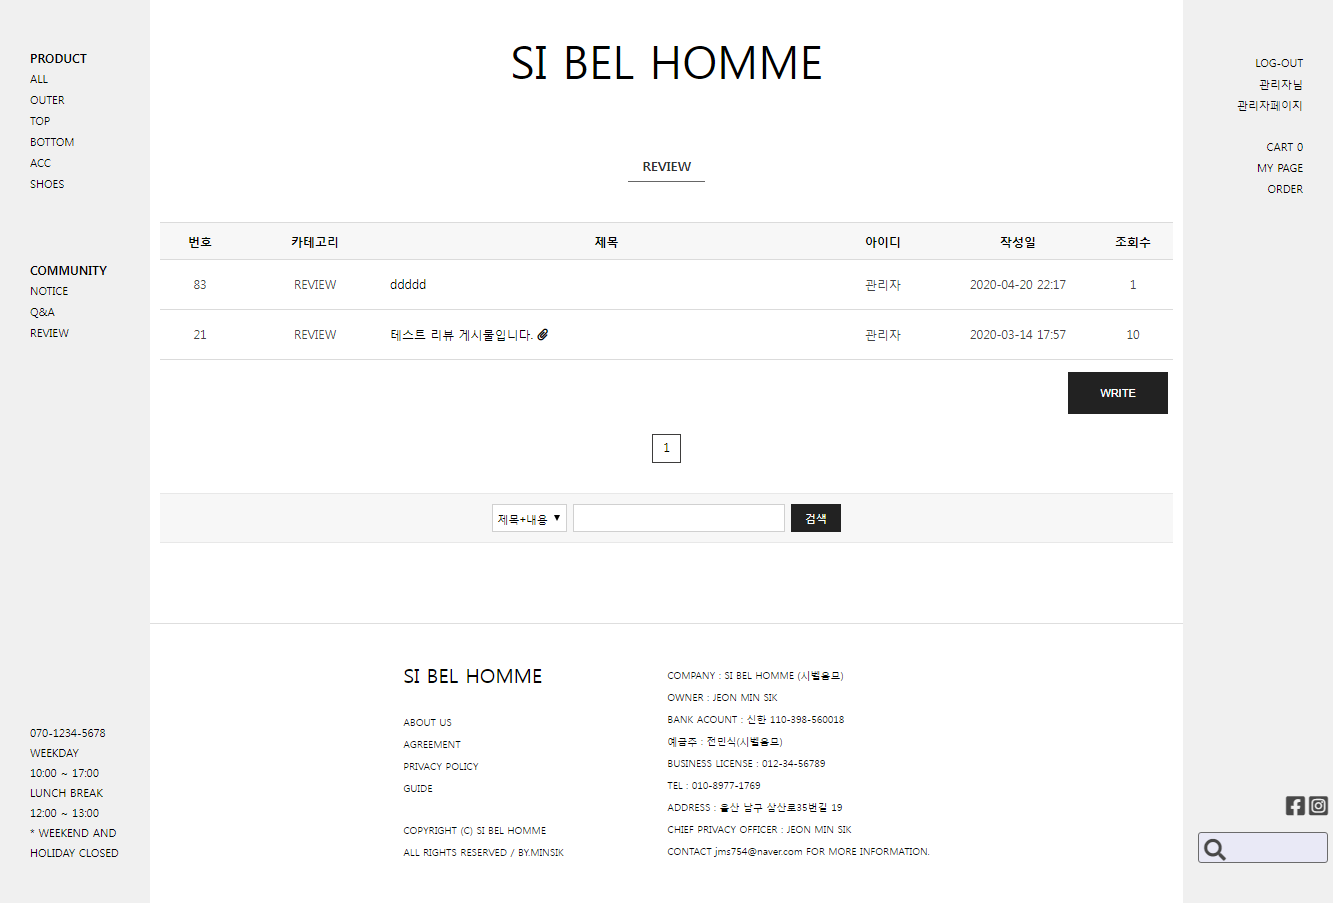 PRODUCT
ALL
OUTER
TOP
BOTTOM
ACC
SHOES
COMMUNITY
NOTICE
Q&A
REVIEW
070-1234-5678
WEEKDAY
10:00 ~ 17:00
LUNCH BREAK
12:00 ~ 13:00
* WEEKEND AND
HOLIDAY CLOSED
SI BEL HOMME
REVIEW
번호 카테고리 제목 아이디 작성일 조회수
83 REVIEW ddddd 관리자 2020-04-20 22:17 1
21 REVIEW 테스트 리뷰 게시물입니다. 관리자 2020-03-14 17:57 10
WRITE
1
제목+내용 ▼ 검색
SI BEL HOMME
ABOUT US
AGREEMENT
PRIVACY POLICY
GUIDE
COPYRIGHT (C) SI BEL HOMME
ALL RIGHTS RESERVED / BY.MINSIK
COMPANY : SI BEL HOMME (시벨옴므)
OWNER : JEON MIN SIK
BANK ACOUNT : 신한 110-398-560018
예금주 : 전민식(시벨옴므)
BUSINESS LICENSE : 012-34-56789
TEL : 010-8977-1769
ADDRESS : 울산 남구 삼산로35번길 19
CHIEF PRIVACY OFFICER : JEON MIN SIK
CONTACT jms754@naver.com FOR MORE INFORMATION.
LOG-OUT
관리자님
관리자페이지
CART 0
MY PAGE
ORDER